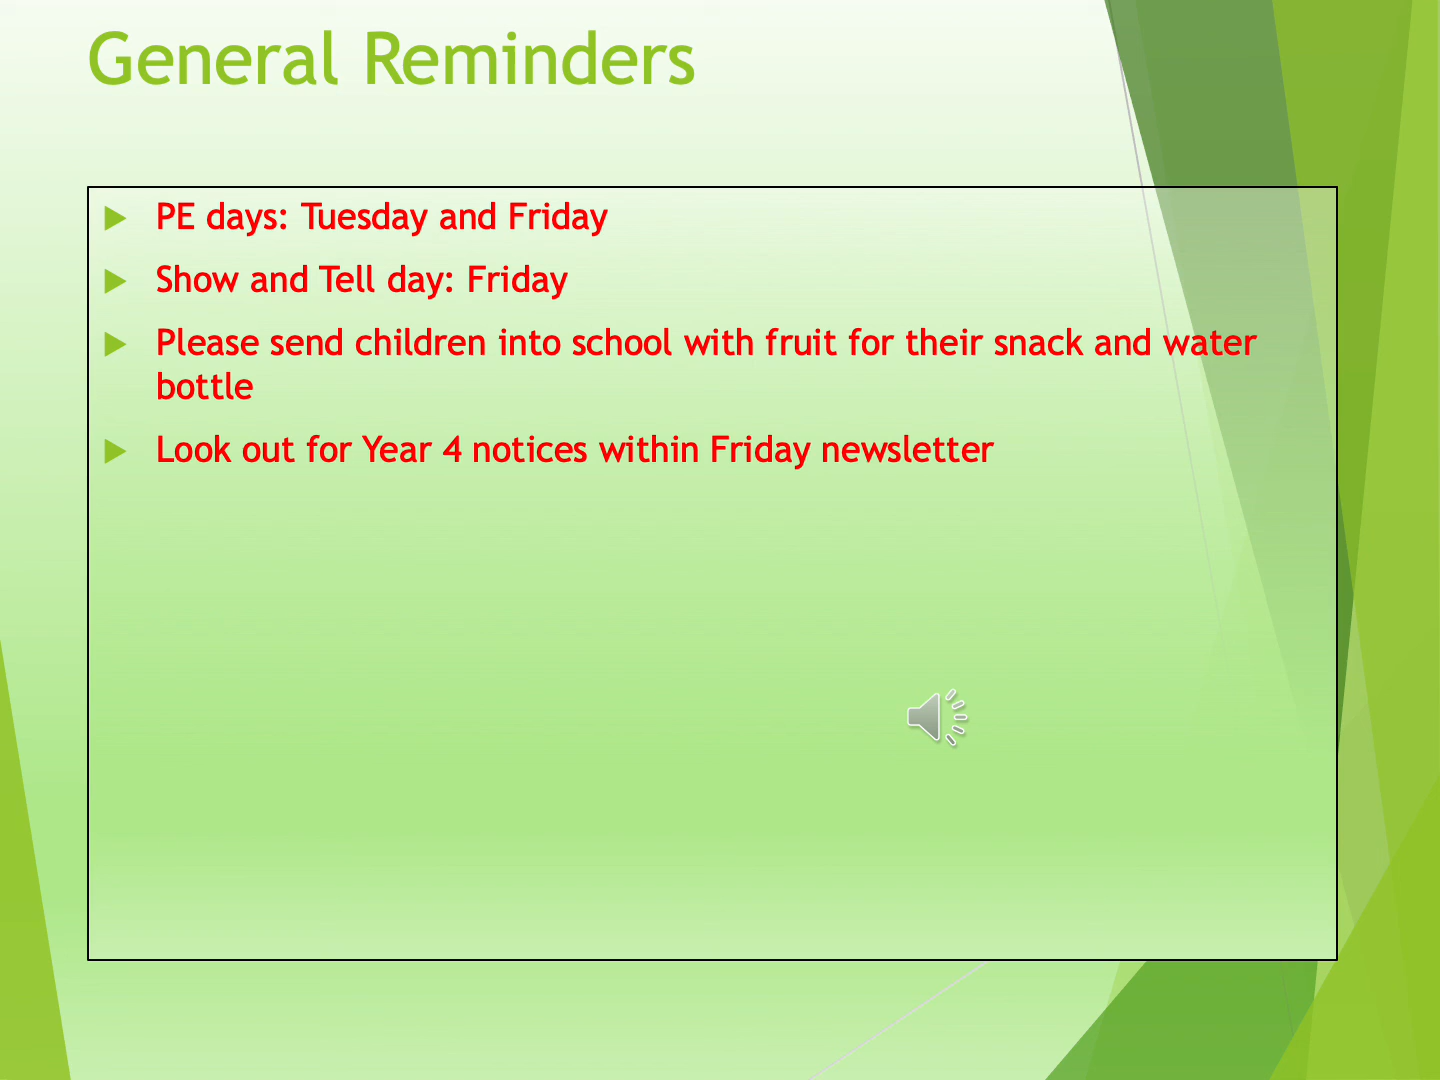 General Reminders
PE days: Tuesday and Friday
Show and Tell day: Friday
Please send children into school with fruit for their snack and water
bottle
Look out for Year 4 notices within Friday newsletter